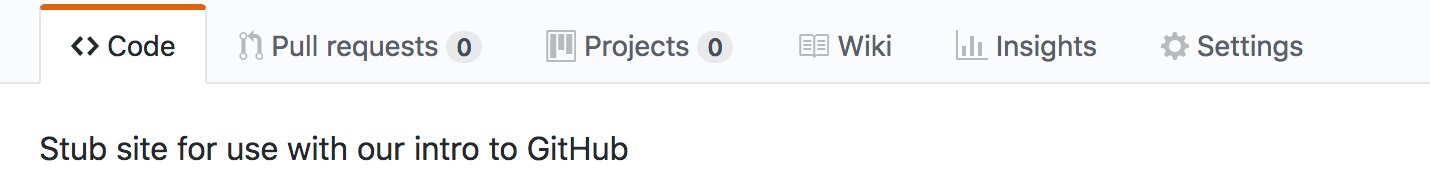 Code Pull requests 0 Projects 0 Wiki Insights Settings
Stub site for use with our intro to GitHub